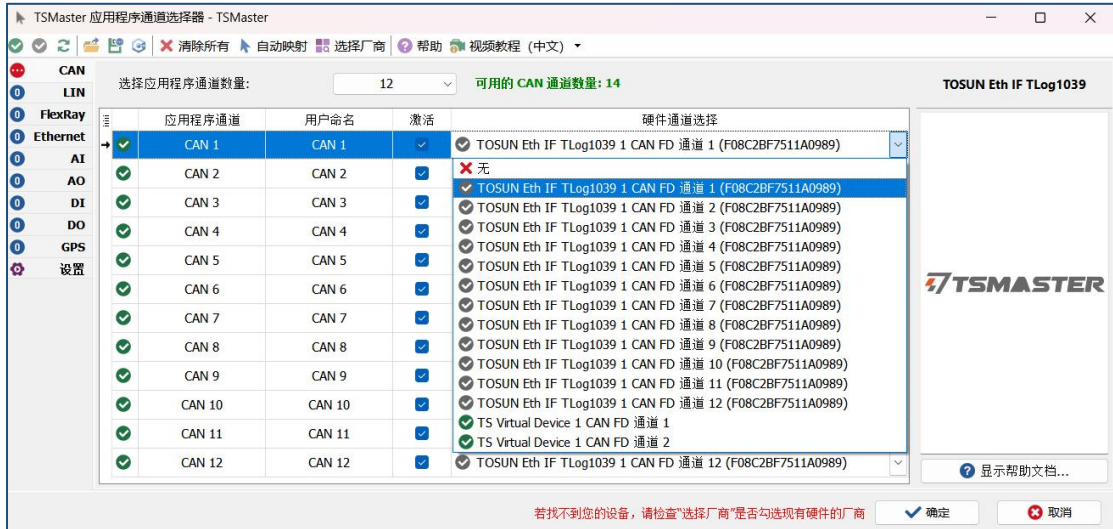 TSMaster 应用程序通道选择器 - TSMaster
清除所有 自动映射 选择厂商 帮助 视频教程 (中文)
CAN
0 LIN
0 FlexRay
0 Ethernet
0 AI
0 AO
0 DI
0 DO
0 GPS
设置
选择应用程序通道数量: 12 可用的 CAN 通道数量: 14
应用程序通道 用户命名 激活 硬件通道选择
CAN 1 CAN 1 TOSUN Eth IF TLog1039 1 CAN FD 通道 1 (F08C2BF7511A0989)
CAN 2 CAN 2
CAN 3 CAN 3
CAN 4 CAN 4
CAN 5 CAN 5
CAN 6 CAN 6
CAN 7 CAN 7
CAN 8 CAN 8
CAN 9 CAN 9
CAN 10 CAN 10
CAN 11 CAN 11
CAN 12 CAN 12 TOSUN Eth IF TLog1039 1 CAN FD 通道 12 (F08C2BF7511A0989)
无
TOSUN Eth IF TLog1039 1 CAN FD 通道 1 (F08C2BF7511A0989)
TOSUN Eth IF TLog1039 1 CAN FD 通道 2 (F08C2BF7511A0989)
TOSUN Eth IF TLog1039 1 CAN FD 通道 3 (F08C2BF7511A0989)
TOSUN Eth IF TLog1039 1 CAN FD 通道 4 (F08C2BF7511A0989)
TOSUN Eth IF TLog1039 1 CAN FD 通道 5 (F08C2BF7511A0989)
TOSUN Eth IF TLog1039 1 CAN FD 通道 6 (F08C2BF7511A0989)
TOSUN Eth IF TLog1039 1 CAN FD 通道 7 (F08C2BF7511A0989)
TOSUN Eth IF TLog1039 1 CAN FD 通道 8 (F08C2BF7511A0989)
TOSUN Eth IF TLog1039 1 CAN FD 通道 9 (F08C2BF7511A0989)
TOSUN Eth IF TLog1039 1 CAN FD 通道 10 (F08C2BF7511A0989)
TOSUN Eth IF TLog1039 1 CAN FD 通道 11 (F08C2BF7511A0989)
TOSUN Eth IF TLog1039 1 CAN FD 通道 12 (F08C2BF7511A0989)
TS Virtual Device 1 CAN FD 通道 1
TS Virtual Device 1 CAN FD 通道 2
TOSUN Eth IF TLog1039
TSMASTER
显示帮助文档...
若找不到您的设备，请检查“选择厂商”是否勾选现有硬件的厂商 确定 取消